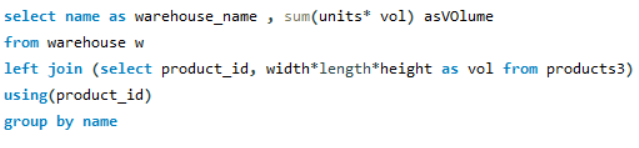 select name as warehouse_name , sum(units* vol) asVOlume
from warehouse w
left join (select product_id, width*length*height as vol from products3)
using(product_id)
group by name